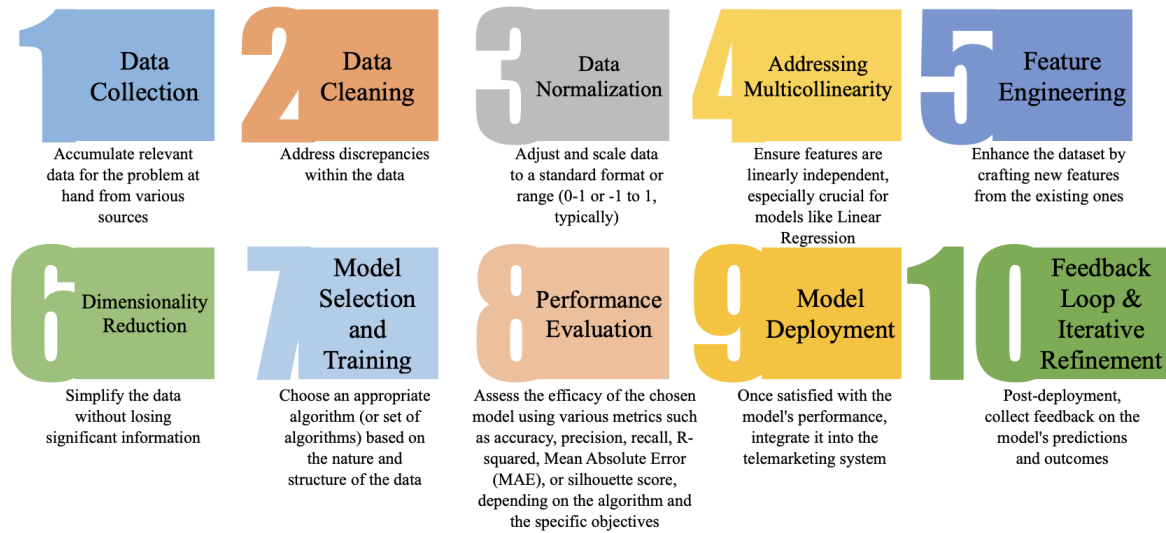 1
Data
Collection
Accumulate relevant
data for the problem at
hand from various
sources
2
Data
Cleaning
Address discrepancies
within the data
3
Data
Normalization
Adjust and scale data
to a standard format or
range (0-1 or -1 to 1,
typically)
4
Addressing
Multicollinearity
Ensure features are
linearly independent,
especially crucial for
models like Linear
Regression
5
Feature
Engineering
Enhance the dataset by
crafting new features
from the existing ones
6
Dimensionality
Reduction
Simplify the data
without losing
significant information
7
Model
Selection
and
Training
Choose an appropriate
algorithm (or set of
algorithms) based on
the nature and
structure of the data
8
Performance
Evaluation
Assess the efficacy of the chosen
model using various metrics such
as accuracy, precision, recall, R-
squared, Mean Absolute Error
(MAE), or silhouette score,
depending on the algorithm and
the specific objectives
9
Model
Deployment
Once satisfied with the
model's performance,
integrate it into the
telemarketing system
10
Feedback
Loop &
Iterative
Refinement
Post-deployment,
collect feedback on the
model's predictions
and outcomes